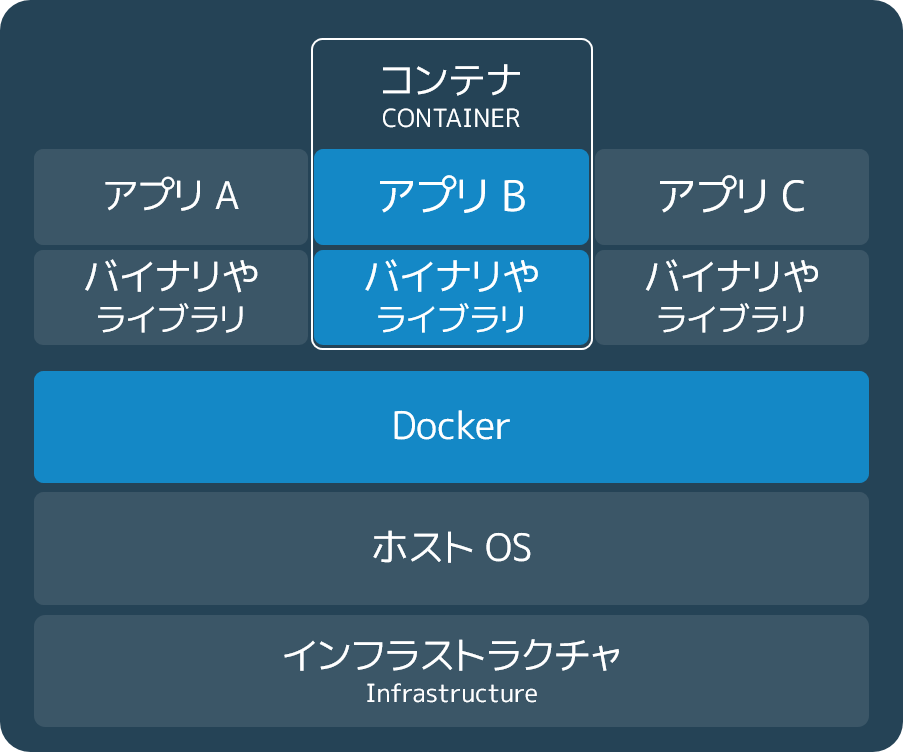 コンテナ
CONTAINER
アプリ A
アプリ B
アプリ C
バイナリや
ライブラリ
バイナリや
ライブラリ
バイナリや
ライブラリ
Docker
ホスト OS
インフラストラクチャ
Infrastructure